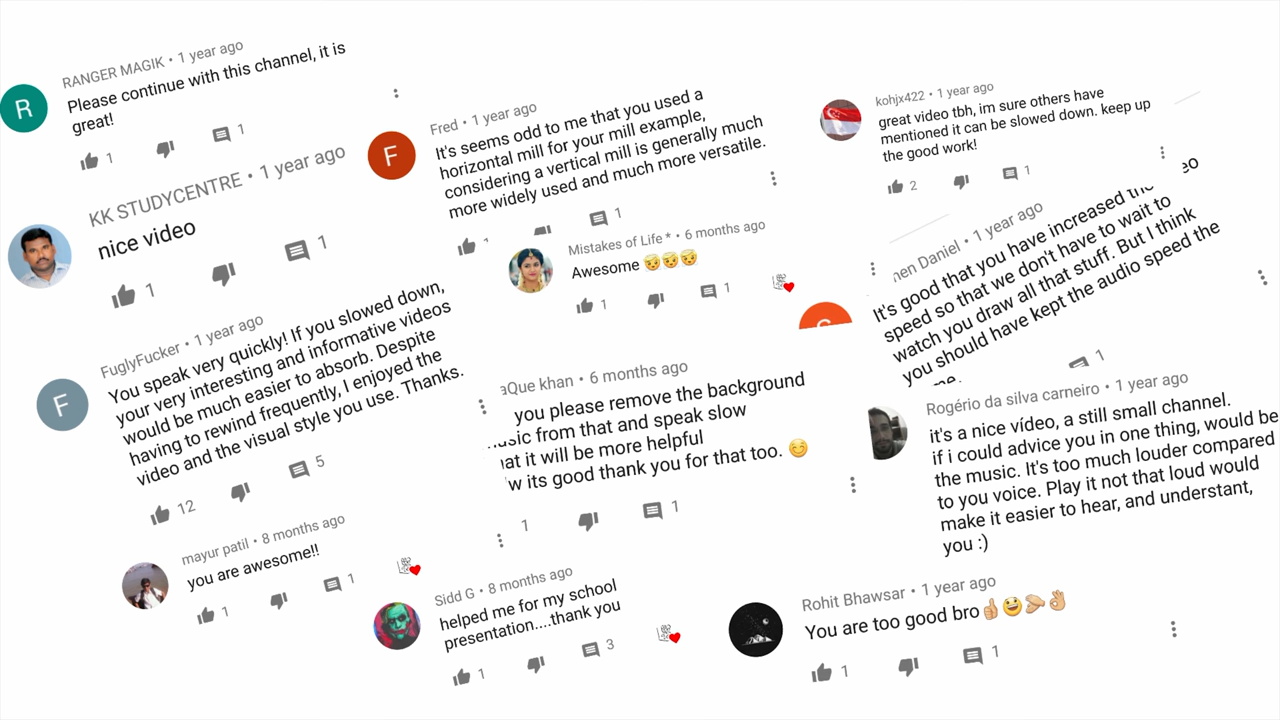 RANGER MAGIK • 1 year ago
Please continue with this channel, it is
great!
R
1
1
KK STUDYCENTRE • 1 year ago
nice video
1
1
FuglyFucker • 1 year ago
You speak very quickly! If you slowed down,
your very interesting and informative videos
would be much easier to absorb. Despite
having to rewind frequently, I enjoyed the
video and the visual style you use. Thanks.
F
12
5
mayur patil • 8 months ago
you are awesome!!
1
1
Fred • 1 year ago
It's seems odd to me that you used a
horizontal mill for your mill example,
considering a vertical mill is generally much
more widely used and much more versatile.
F
1
Mistakes of Life * • 6 months ago
Awesome 😇😇😇
1
1
aQue khan • 6 months ago
you please remove the background
from that and speak slow
it will be more helpful
its good thank you for that too. 😊
1
1
Sidd G • 8 months ago
helped me for my school
presentation....thank you
1
3
kohjx422 • 1 year ago
great video tbh, im sure others have
mentioned it can be slowed down. keep up
the good work!
2
1
Daniel • 1 year ago
It's good that you have increased the
speed so that we don't have to wait to
watch you draw all that stuff. But I think
you should have kept the audio speed the
1
Rogério da silva carneiro • 1 year ago
it's a nice vídeo, a still small channel.
if i could advice you in one thing, would be
the music. It's too much louder compared
to you voice. Play it not that loud would
make it easier to hear, and understant,
you :)
Rohit Bhawsar • 1 year ago
You are too good bro👍😃🫴👌
1
1